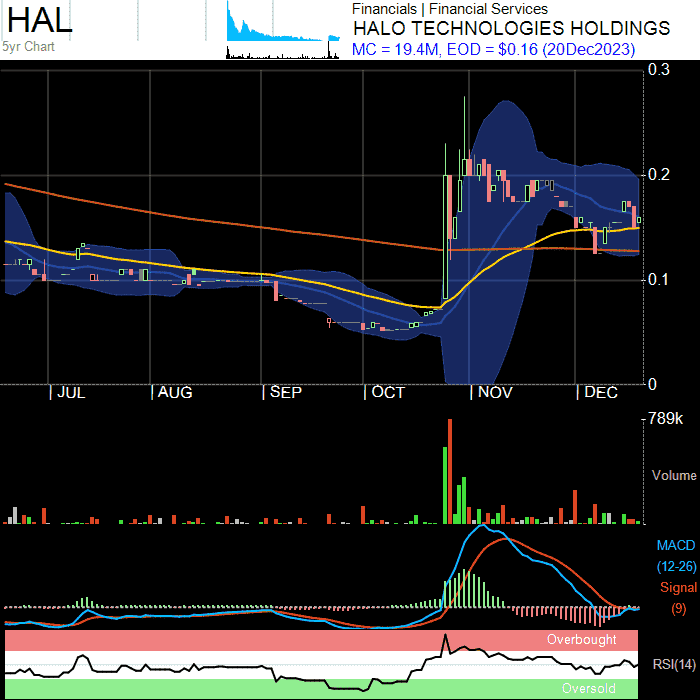 HAL
5yr Chart
Financials | Financial Services
HALO TECHNOLOGIES HOLDINGS
MC = 19.4M, EOD = $0.16 (20Dec2023)
0.3
0.2
0.1
0
| JUL | AUG | SEP | OCT | NOV | DEC
789k
Volume
MACD
(12-26)
Signal
(9)
Overbought
RSI(14)
Oversold